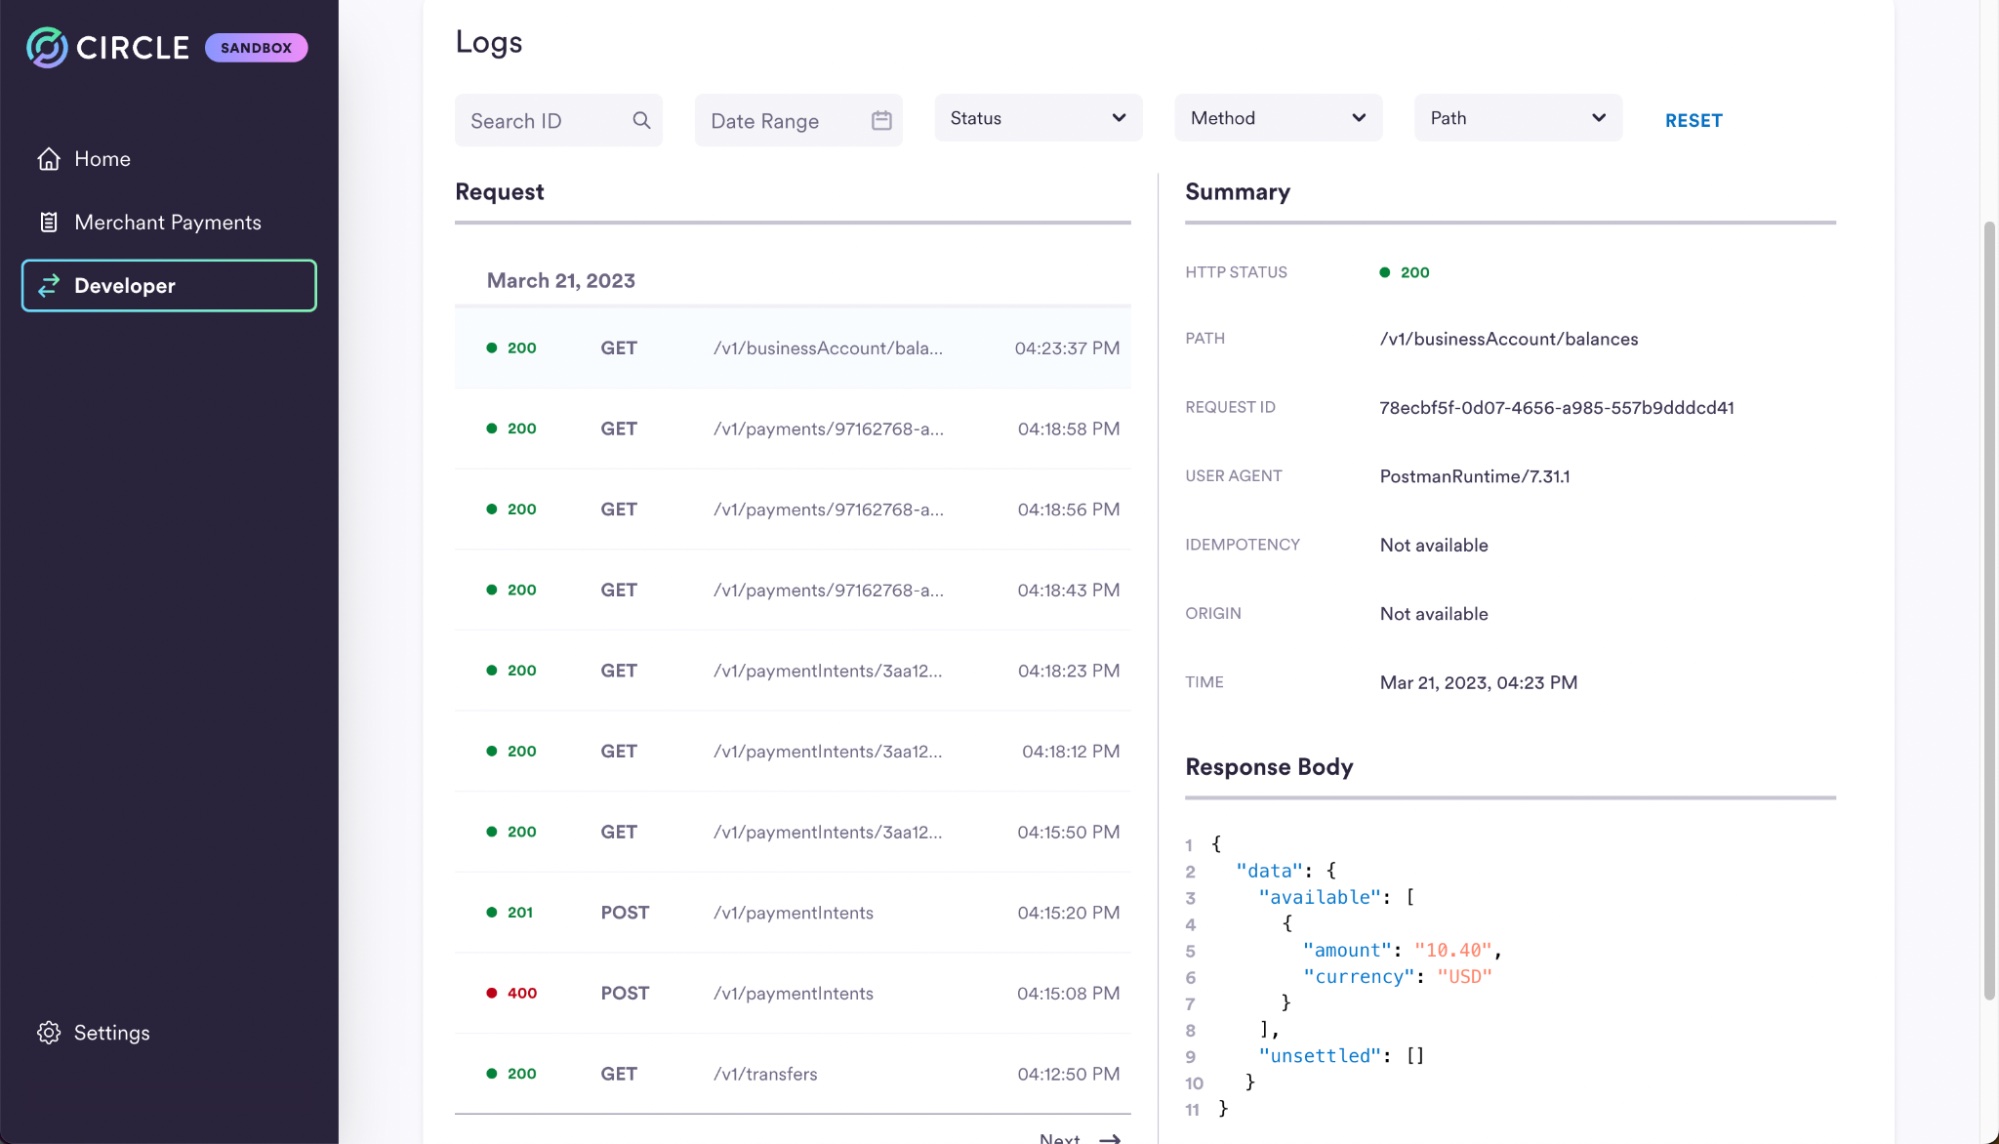 CIRCLE SANDBOX
Home
Merchant Payments
Developer
Settings
Logs
Search ID
Date Range
Status
Method
Path
RESET
Request
March 21, 2023
200 GET /v1/businessAccount/bala... 04:23:37 PM
200 GET /v1/payments/97162768-a... 04:18:58 PM
200 GET /v1/payments/97162768-a... 04:18:56 PM
200 GET /v1/payments/97162768-a... 04:18:43 PM
200 GET /v1/paymentIntents/3aa12... 04:18:23 PM
200 GET /v1/paymentIntents/3aa12... 04:18:12 PM
200 GET /v1/paymentIntents/3aa12... 04:15:50 PM
201 POST /v1/paymentIntents 04:15:20 PM
400 POST /v1/paymentIntents 04:15:08 PM
200 GET /v1/transfers 04:12:50 PM
Next
Summary
HTTP STATUS 200
PATH /v1/businessAccount/balances
REQUEST ID 78ecbf5f-0d07-4656-a985-557b9dddcd41
USER AGENT PostmanRuntime/7.31.1
IDEMPOTENCY Not available
ORIGIN Not available
TIME Mar 21, 2023, 04:23 PM
Response Body
1 {
2 "data": {
3 "available": [
4 {
5 "amount": "10.40",
6 "currency": "USD"
7 }
8 ],
9 "unsettled": []
10 }
11 }